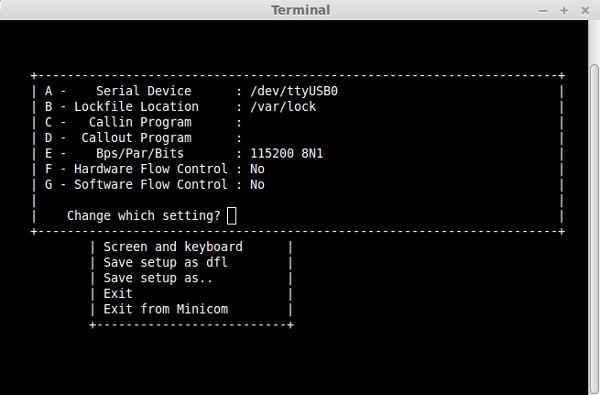 Terminal
A -    Serial Device      : /dev/ttyUSB0
B - Lockfile Location     : /var/lock
C -   Callin Program      :
D -  Callout Program      :
E -    Bps/Par/Bits       : 115200 8N1
F - Hardware Flow Control : No
G - Software Flow Control : No
Change which setting?
Screen and keyboard
Save setup as dfl
Save setup as..
Exit
Exit from Minicom